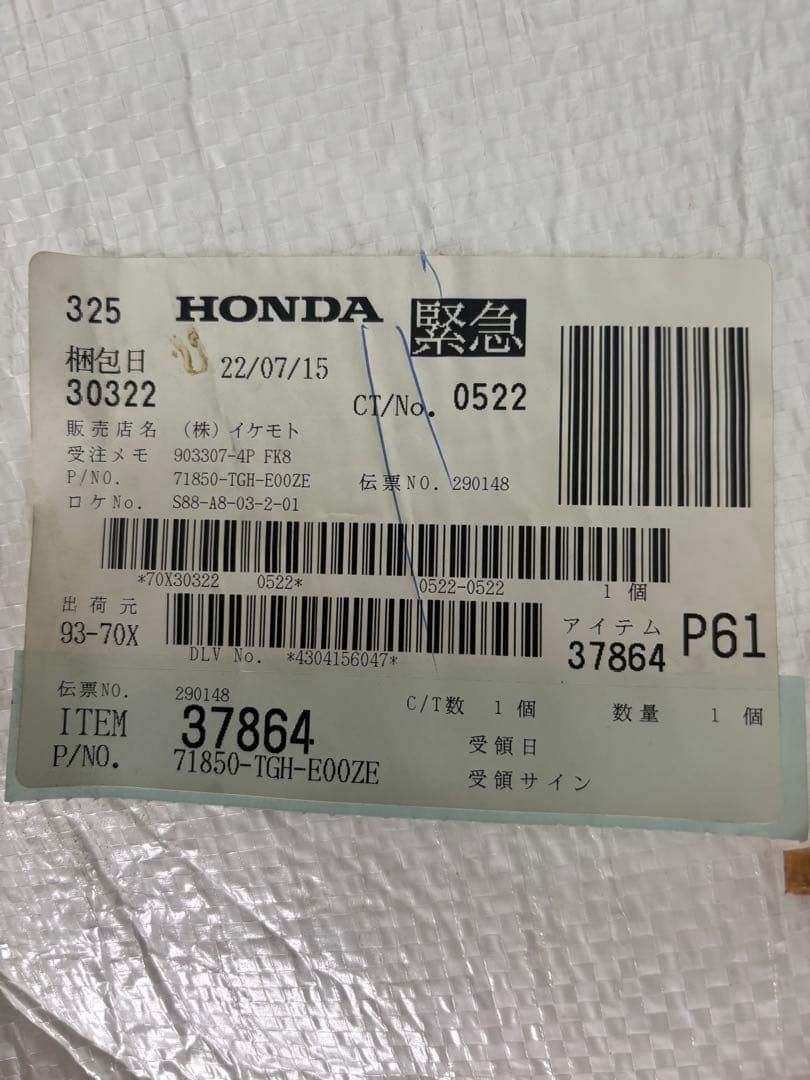 325 HONDA 緊急
梱包日 22/07/15
30322 CT/No. 0522
販売店名 (株)イケモト
受注メモ 903307-4P FK8
P/NO. 71850-TGH-E00ZE 伝票NO. 290148
ロケNo. S88-A8-03-2-01
*70X30322 0522* 0522-0522 1 個
出荷元 アイテム P61
93-70X 37864
DLV No. *4304156047*
伝票NO. 290148 C/T数 1 個 数量 1 個
ITEM 37864 受領日
P/NO. 71850-TGH-E00ZE 受領サイン